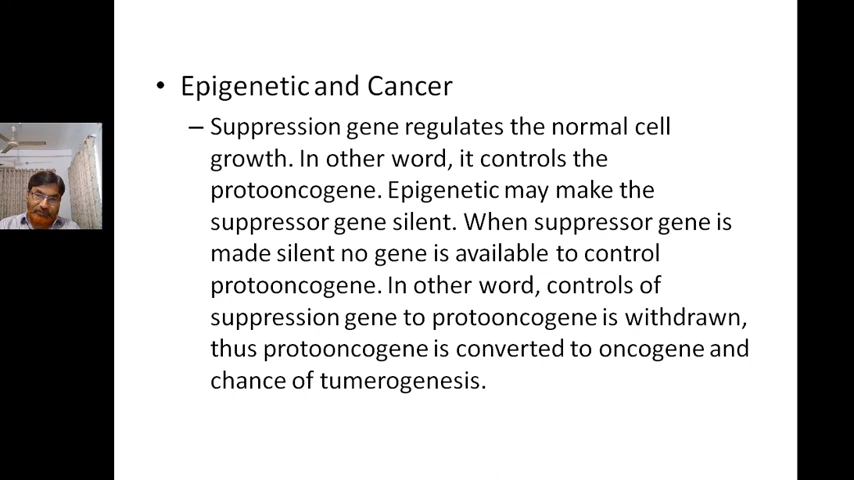 • Epigenetic and Cancer
– Suppression gene regulates the normal cell
growth. In other word, it controls the
protooncogene. Epigenetic may make the
suppressor gene silent. When suppressor gene is
made silent no gene is available to control
protooncogene. In other word, controls of
suppression gene to protooncogene is withdrawn,
thus protooncogene is converted to oncogene and
chance of tumerogenesis.